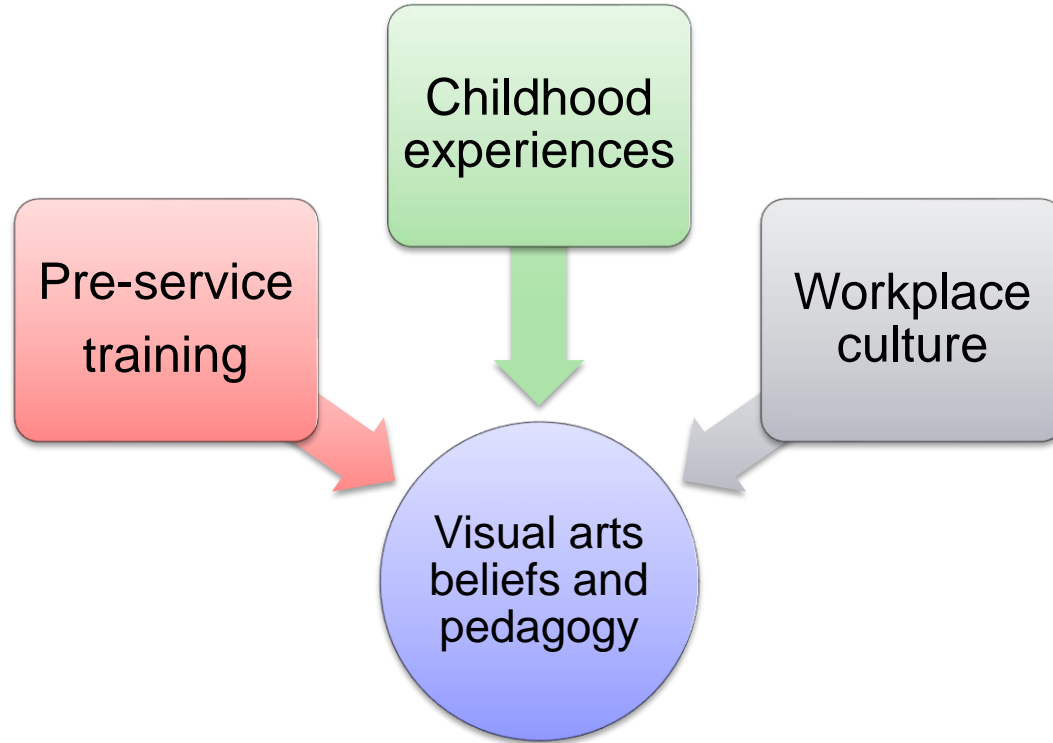 Childhood
experiences
Pre-service
training
Workplace
culture
Visual arts
beliefs and
pedagogy